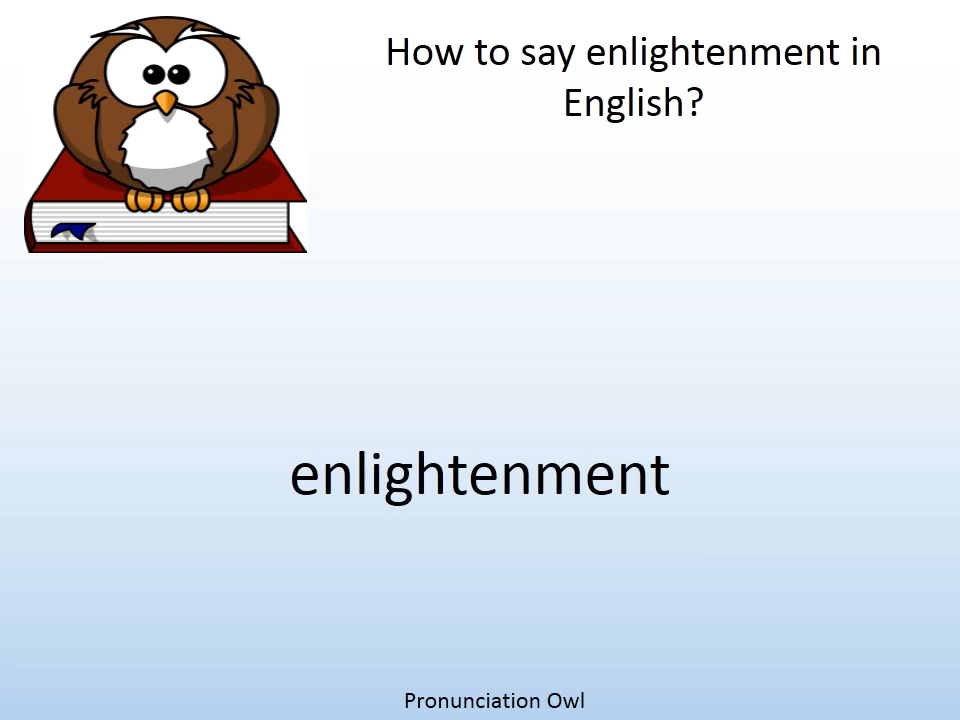 How to say enlightenment in
English?
enlightenment
Pronunciation Owl